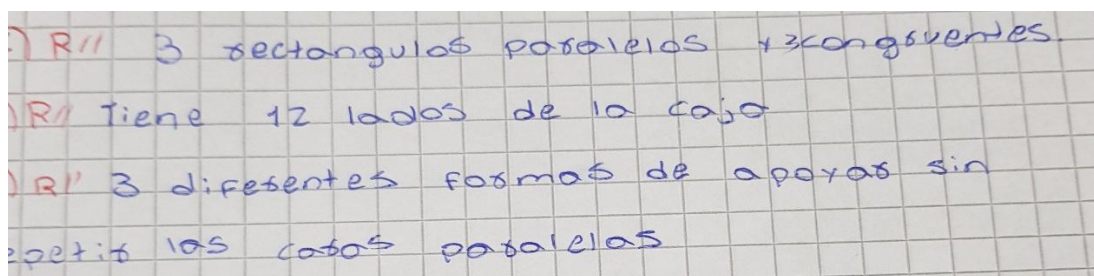 ) R// 3 rectangulos paralelos y 3 congruentes.
) R// Tiene 12 lados de la caja
) R// 3 diferentes formas de apoyar sin
epetir las caras paralelas